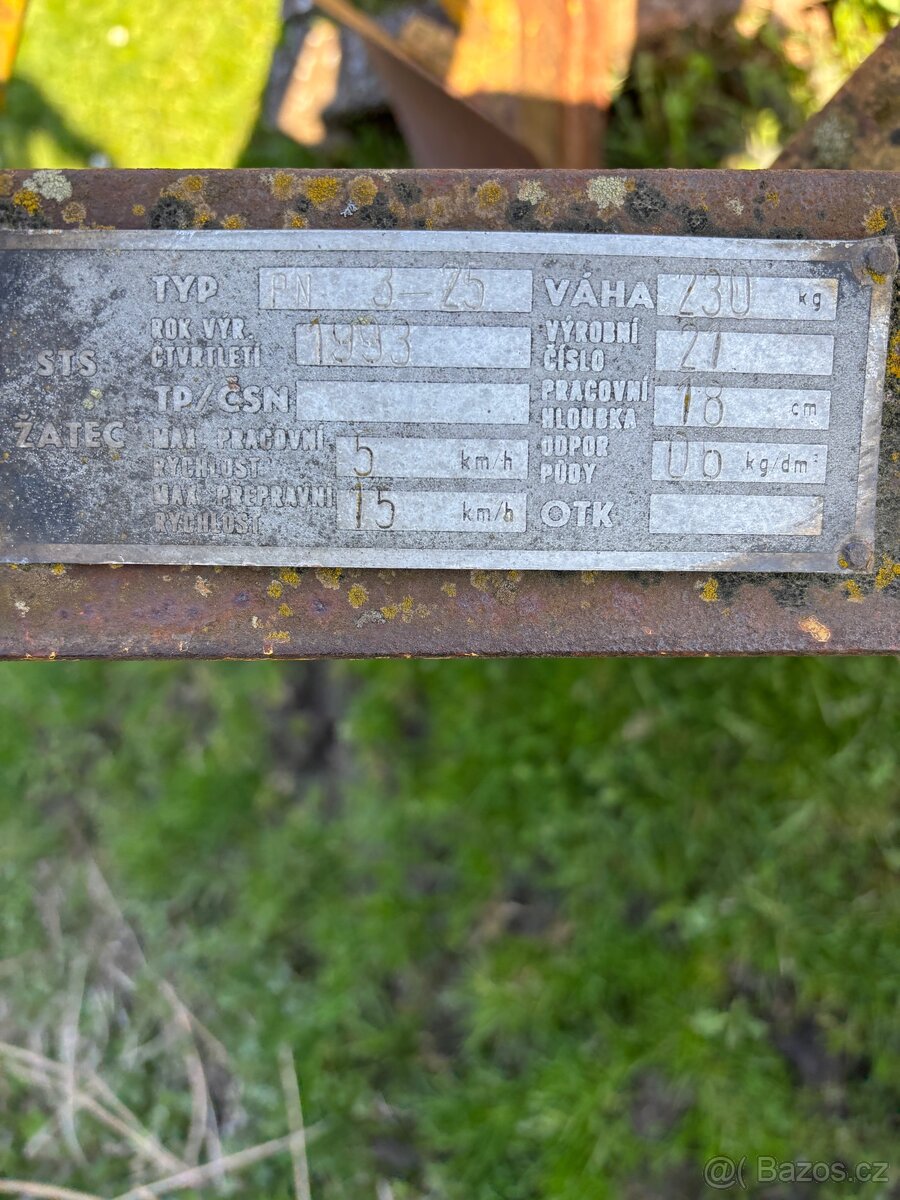 TYP PN 3-25 VÁHA 230 kg
ROK VÝR. 1993 VÝROBNÍ
ČTVRTLETÍ ČÍSLO 21
STS
TP/ČSN PRACOVNÍ 18 cm
HLOUBKA
ŽATEC
MAX. PRACOVNÍ 5 km/h ODPOR
RYCHLOST PŮDY 06 kg/dm²
MAX. PŘEPRAVNÍ 15 km/h OTK
RYCHLOST
@ Bazos.cz